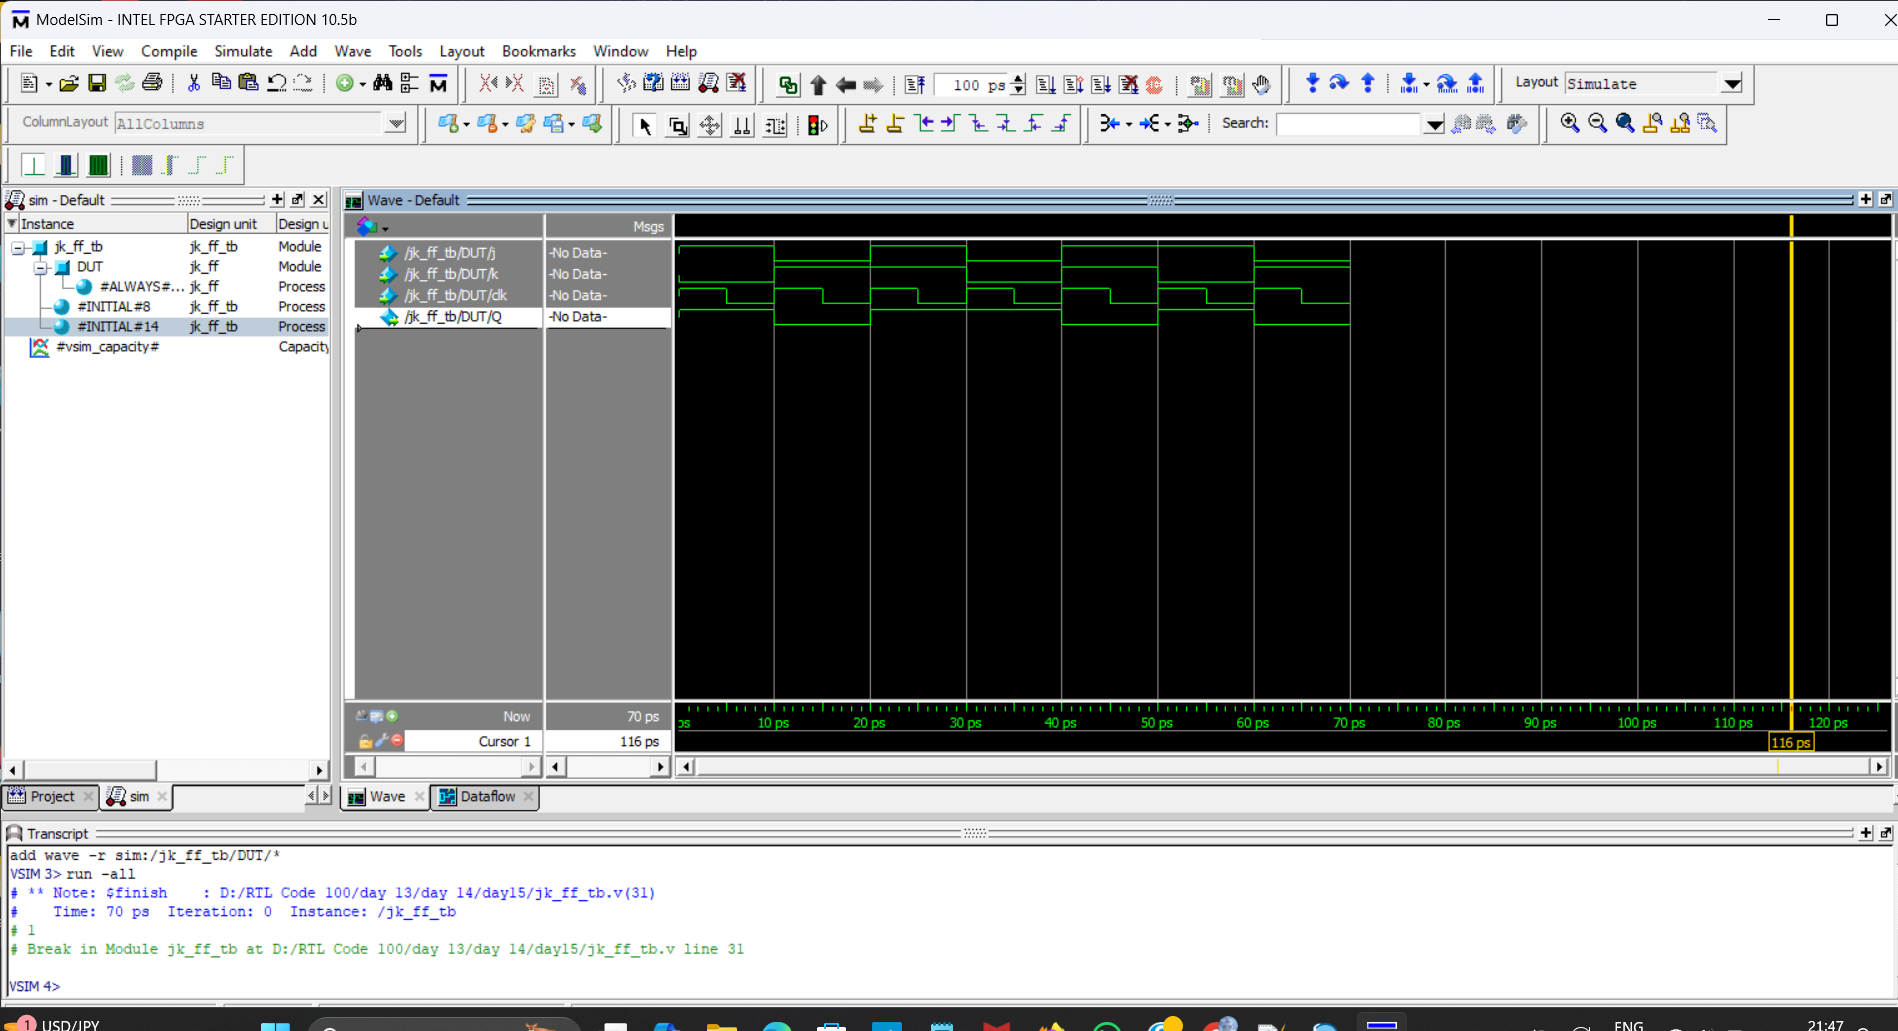 ModelSim - INTEL FPGA STARTER EDITION 10.5b
File Edit View Compile Simulate Add Wave Tools Layout Bookmarks Window Help
100 ps
Layout Simulate
ColumnLayout AllColumns
Search:
sim - Default
Instance Design unit Design u
jk_ff_tb jk_ff_tb Module
DUT jk_ff Module
#ALWAYS#... jk_ff Process
#INITIAL#8 jk_ff_tb Process
#INITIAL#14 jk_ff_tb Process
#vsim_capacity# Capacity
Wave - Default
Msgs
/jk_ff_tb/DUT/j -No Data-
/jk_ff_tb/DUT/k -No Data-
/jk_ff_tb/DUT/clk -No Data-
/jk_ff_tb/DUT/Q -No Data-
Now 70 ps
ps 10 ps 20 ps 30 ps 40 ps 50 ps 60 ps 70 ps 80 ps 90 ps 100 ps 110 ps 120 ps
Cursor 1 116 ps
116 ps
Project sim
Wave Dataflow
Transcript
add wave -r sim:/jk_ff_tb/DUT/*
VSIM 3> run -all
# ** Note: $finish    : D:/RTL Code 100/day 13/day 14/day15/jk_ff_tb.v(31)
#    Time: 70 ps  Iteration: 0  Instance: /jk_ff_tb
# 1
# Break in Module jk_ff_tb at D:/RTL Code 100/day 13/day 14/day15/jk_ff_tb.v line 31
VSIM 4>
1
USD/JPY
ENG
21:47